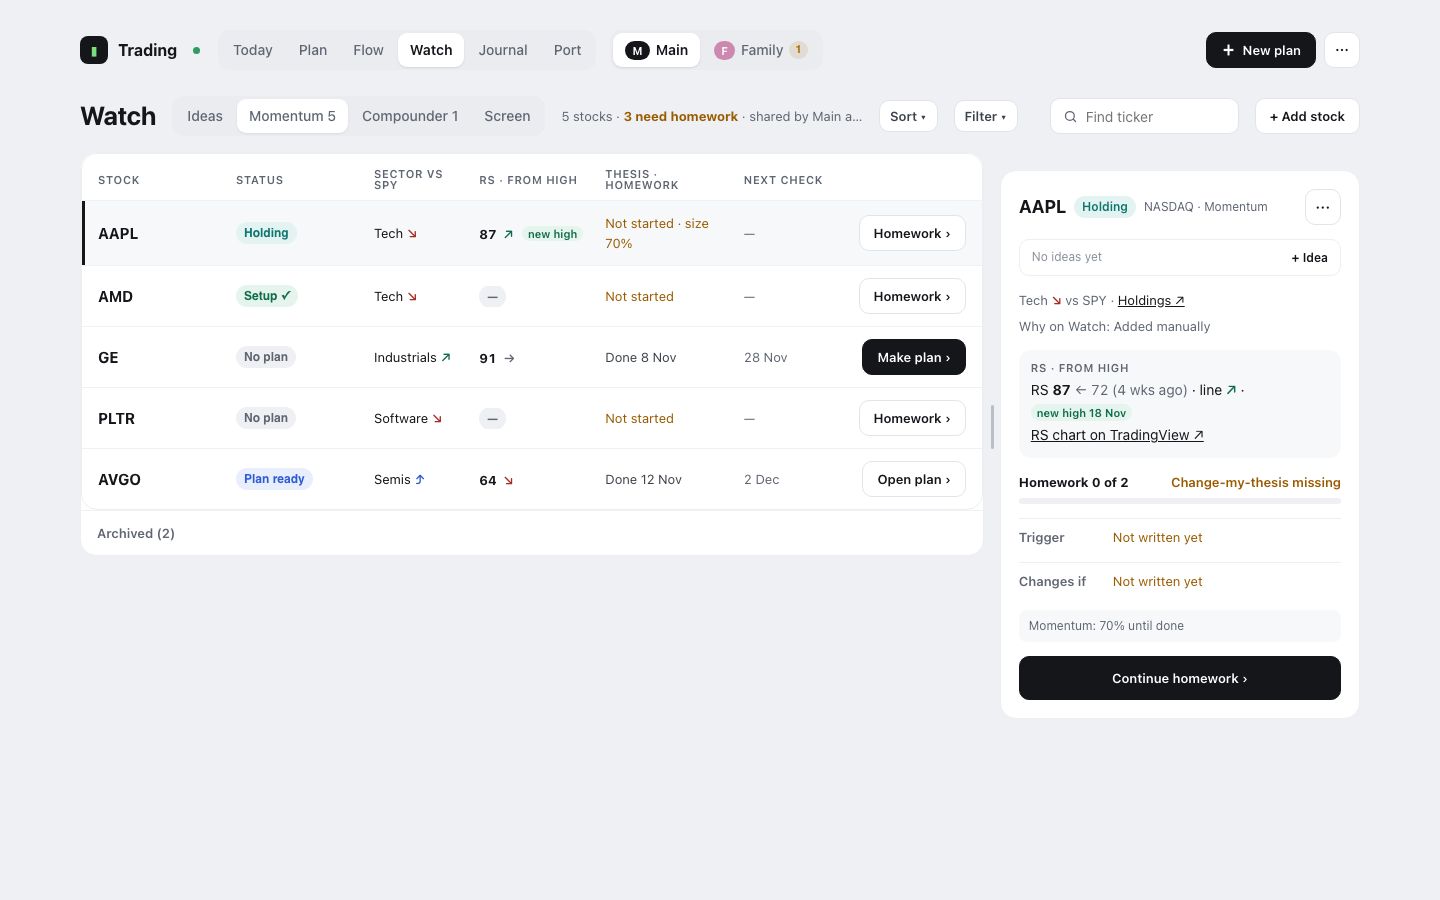 Trading
Today Plan Flow Watch Journal Port
M Main F Family 1
+ New plan
···
Watch
Ideas Momentum 5 Compounder 1 Screen
5 stocks · 3 need homework · shared by Main a...
Sort ▾
Filter ▾
Find ticker
+ Add stock
STOCK STATUS SECTOR VS SPY RS · FROM HIGH THESIS · HOMEWORK NEXT CHECK
AAPL Holding Tech ↘ 87 ↗ new high Not started · size 70% — Homework ›
AMD Setup ✓ Tech ↘ — Not started — Homework ›
GE No plan Industrials ↗ 91 → Done 8 Nov 28 Nov Make plan ›
PLTR No plan Software ↘ — Not started — Homework ›
AVGO Plan ready Semis ⤴ 64 ↘ Done 12 Nov 2 Dec Open plan ›
Archived (2)
AAPL Holding NASDAQ · Momentum ···
No ideas yet + Idea
Tech ↘ vs SPY · Holdings ↗
Why on Watch: Added manually
RS · FROM HIGH
RS 87 ← 72 (4 wks ago) · line ↗ ·
new high 18 Nov
RS chart on TradingView ↗
Homework 0 of 2 Change-my-thesis missing
Trigger Not written yet
Changes if Not written yet
Momentum: 70% until done
Continue homework ›